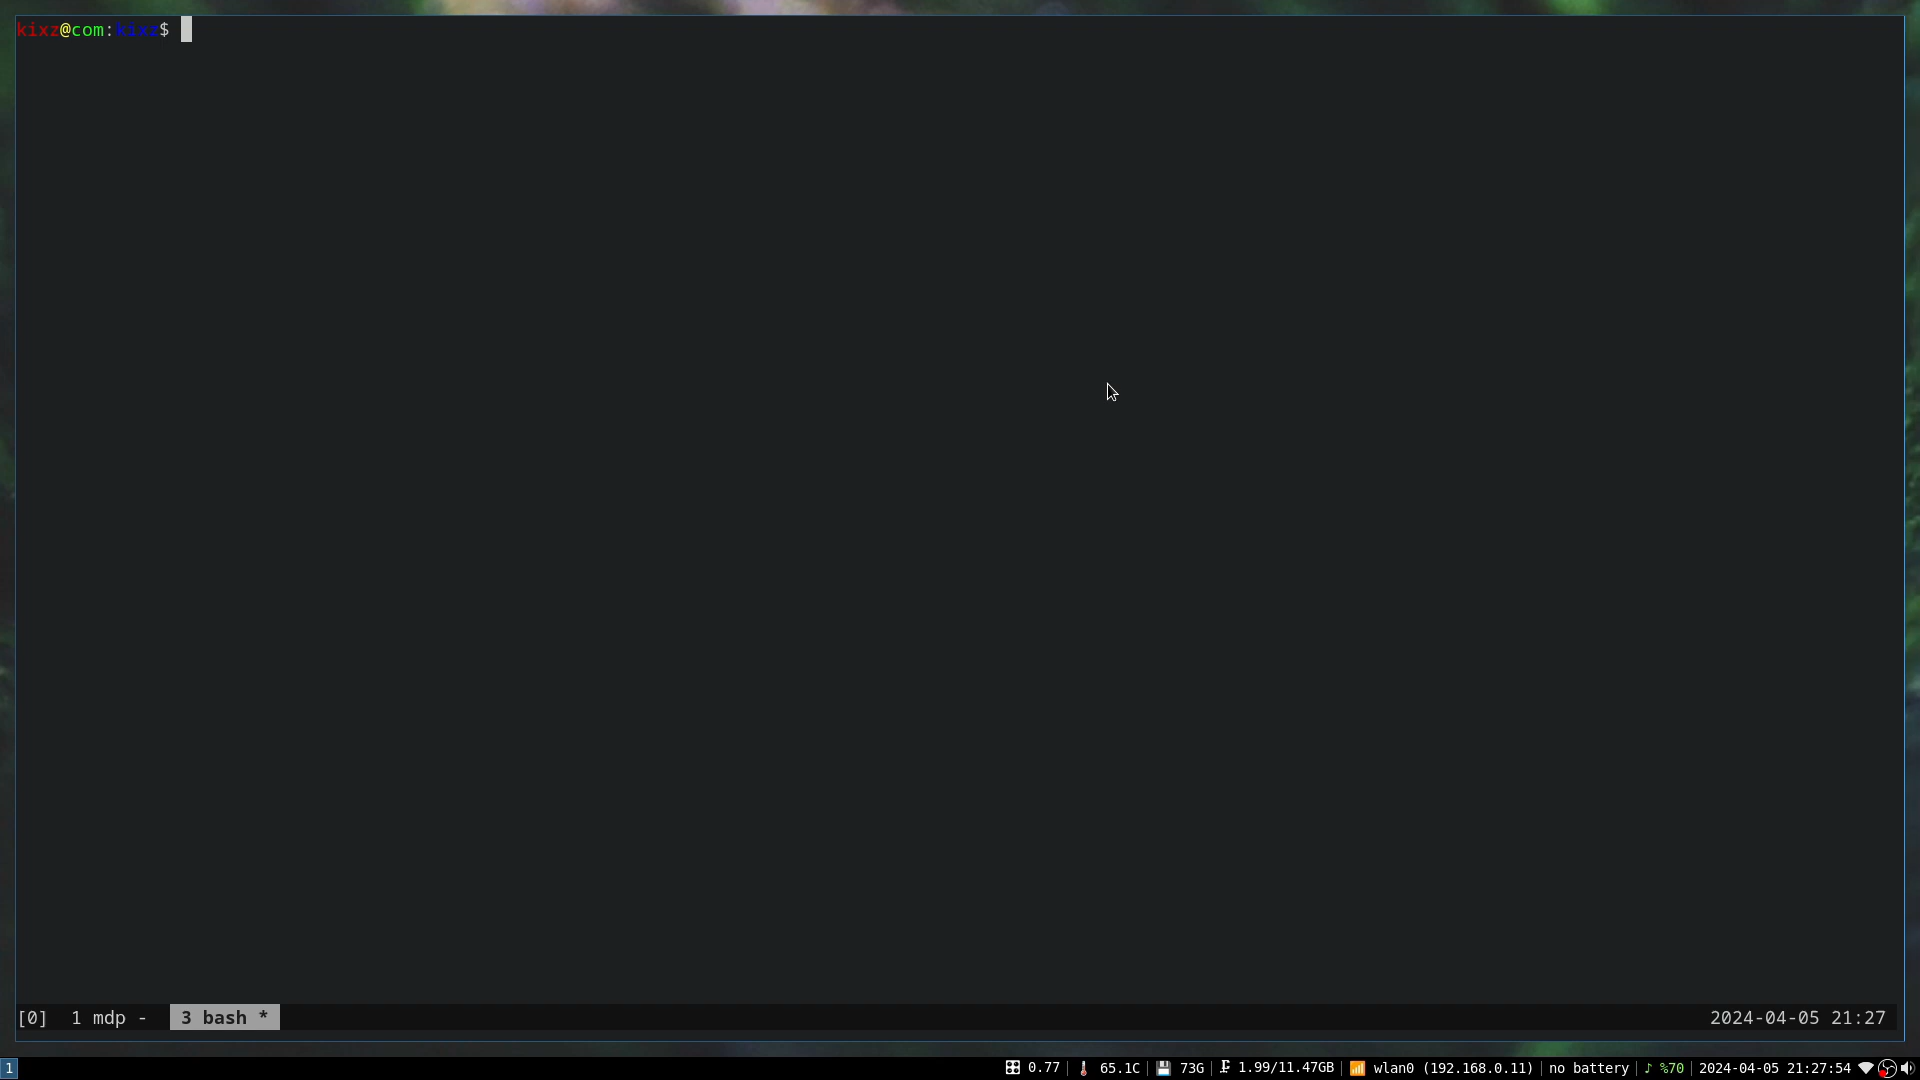 kixz@com:kixz$
[0] 1 mdp - 3 bash * 2024-04-05 21:27
1 0.77 65.1C 73G 1.99/11.47GB wlan0 (192.168.0.11) no battery ♪ %70 2024-04-05 21:27:54